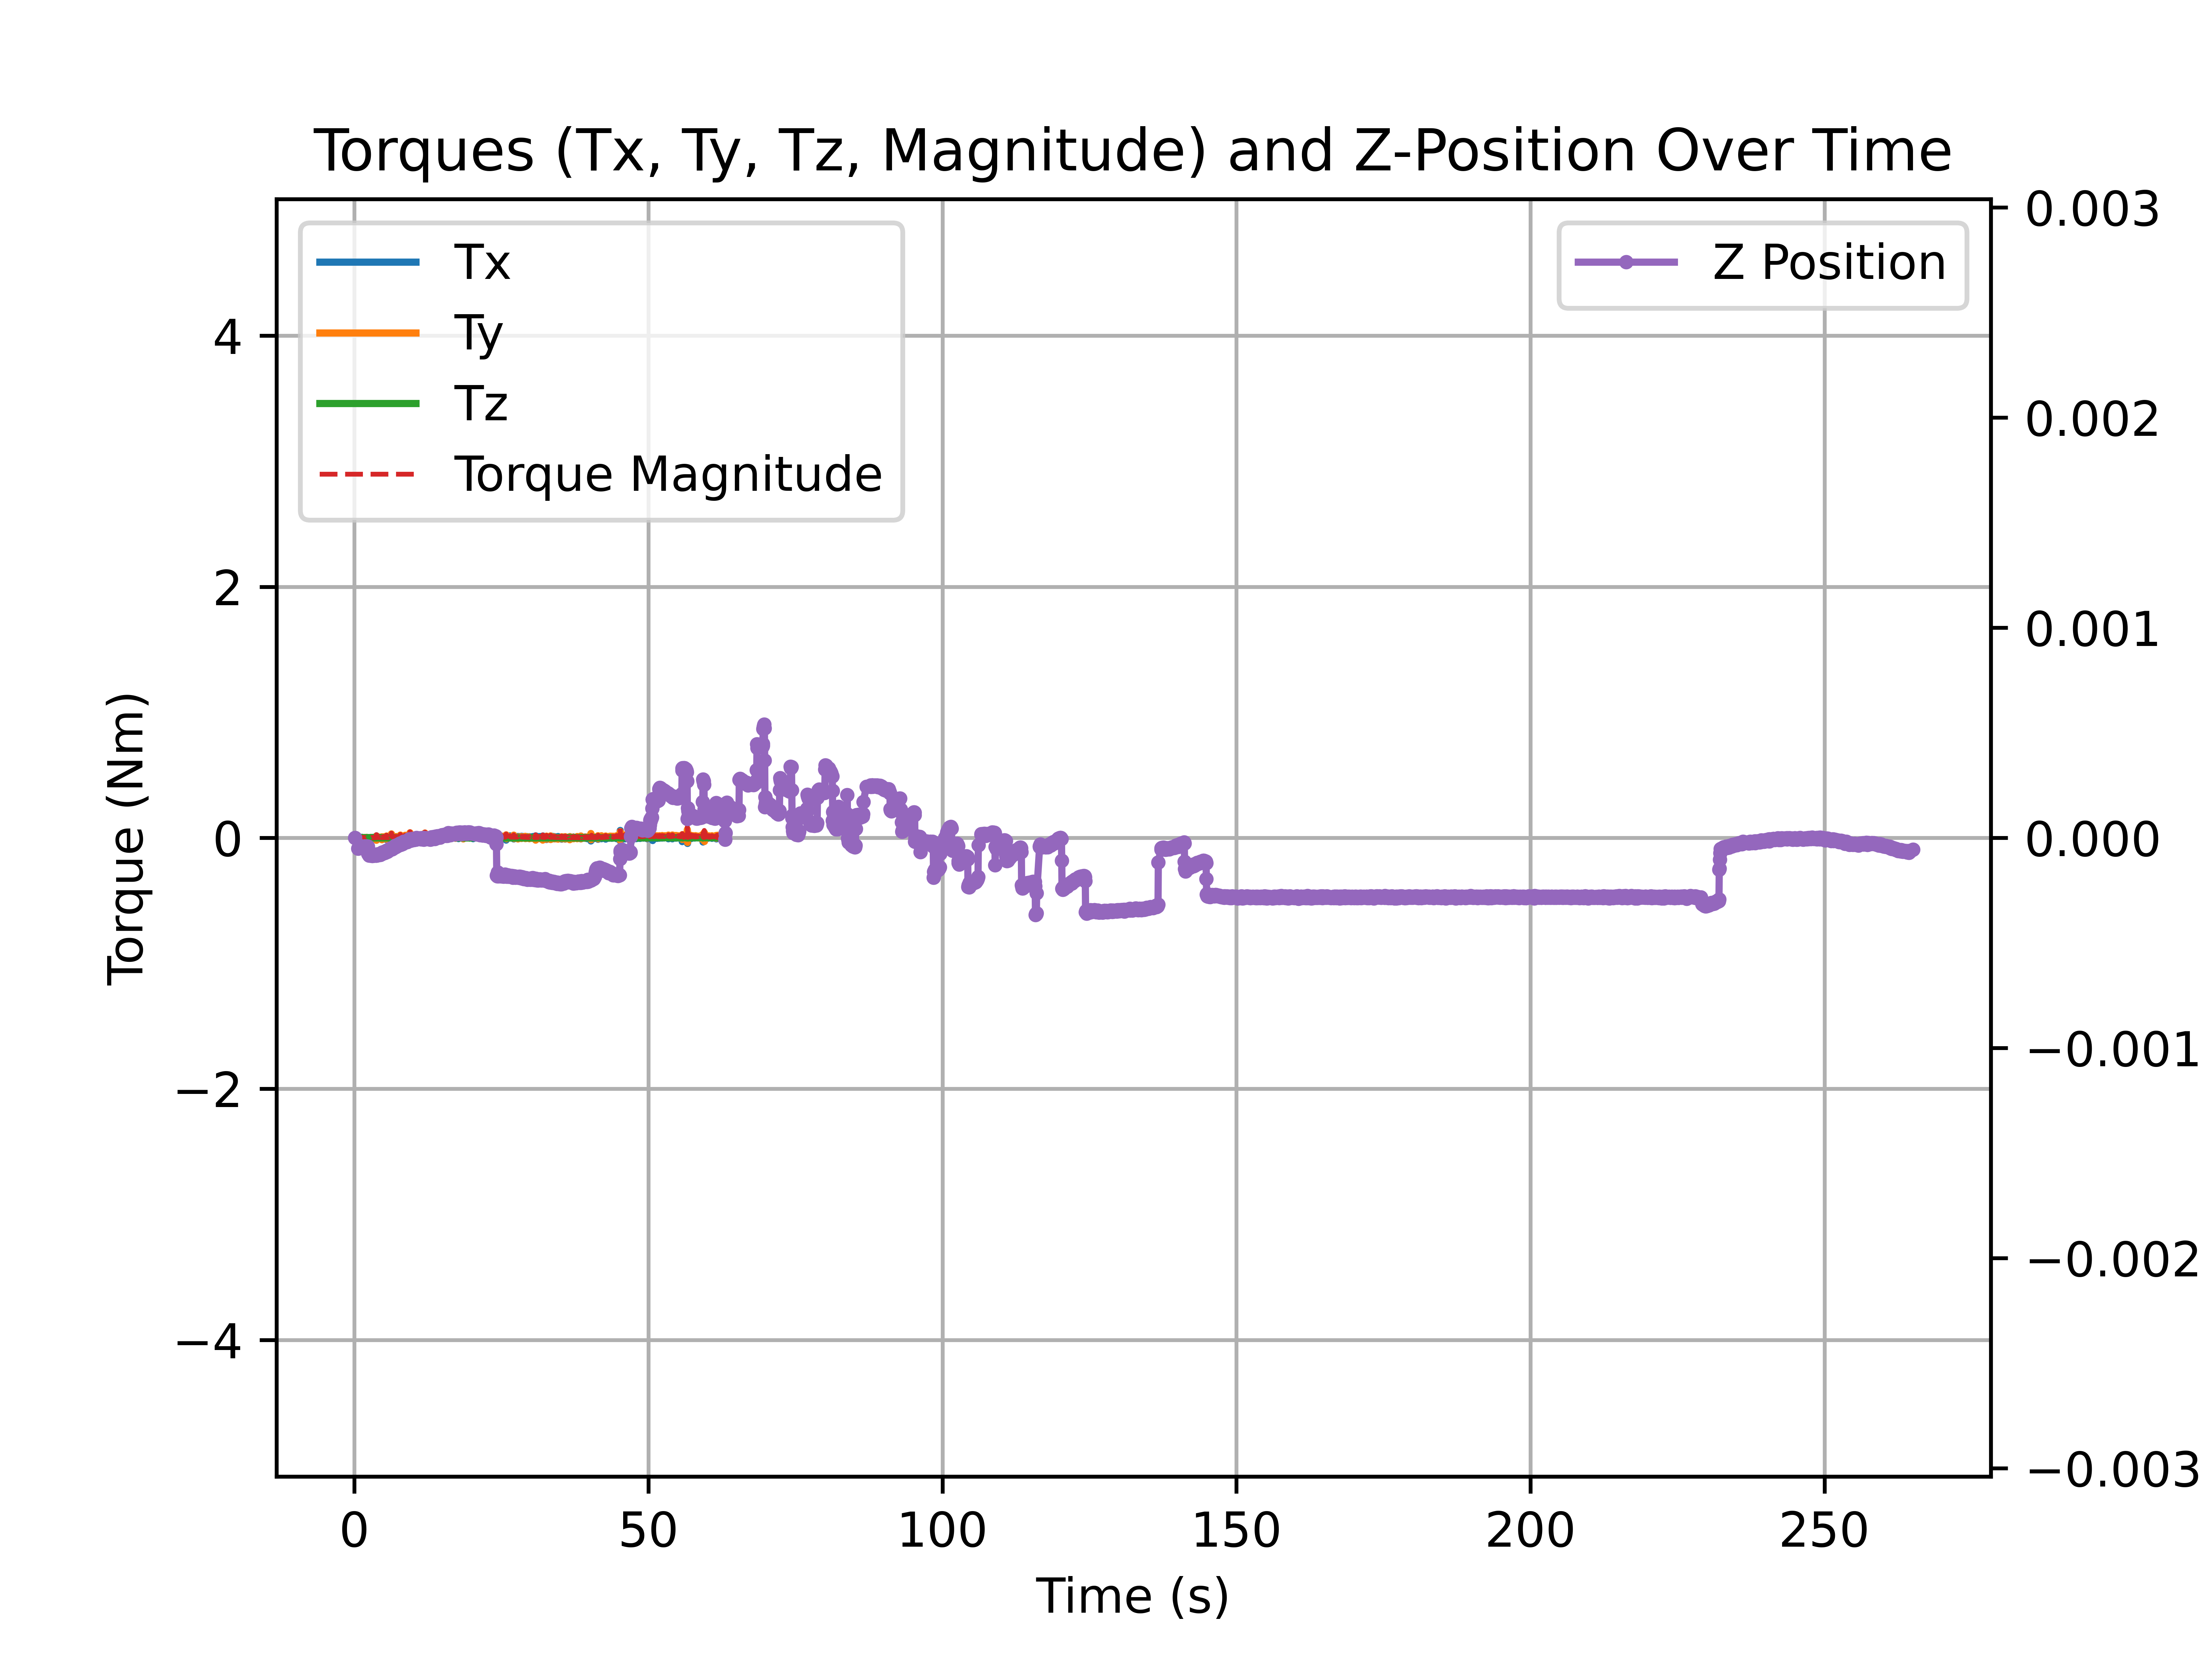 Torques (Tx, Ty, Tz, Magnitude) and Z-Position Over Time
Tx
Ty
Tz
Torque Magnitude
Z Position
Torque (Nm)
4
2
0
−2
−4
0.003
0.002
0.001
0.000
−0.001
−0.002
−0.003
0
50
100
150
200
250
Time (s)